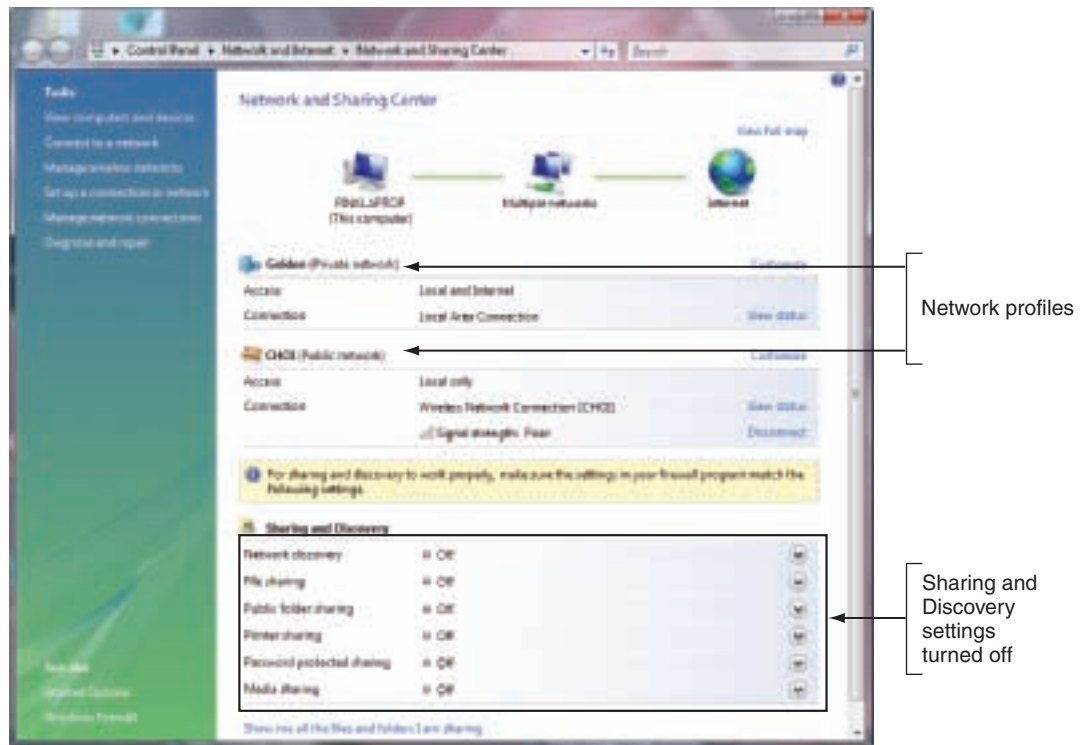 Control Panel Network and Internet Network and Sharing Center Search
Tasks
View computers and devices
Connect to a network
Manage wireless networks
Set up a connection or network
Manage network connections
Diagnose and repair
Network and Sharing Center
View full map
(This computer)
Multiple networks
Internet
Golden (Private network)
Customize
Access Local and Internet
Connection Local Area Connection View status
CHOI (Public network)
Customize
Access Local only
Connection Wireless Network Connection (CHOI) View status
Signal strength: Poor Disconnect
Network profiles
For sharing and discovery to work properly, make sure the settings in your firewall program match the
following settings.
Sharing and Discovery
Network discovery Off
File sharing Off
Public folder sharing Off
Printer sharing Off
Password protected sharing Off
Media sharing Off
Sharing and
Discovery
settings
turned off
See also
Internet Options
Windows Firewall
Show me all the files and folders I am sharing